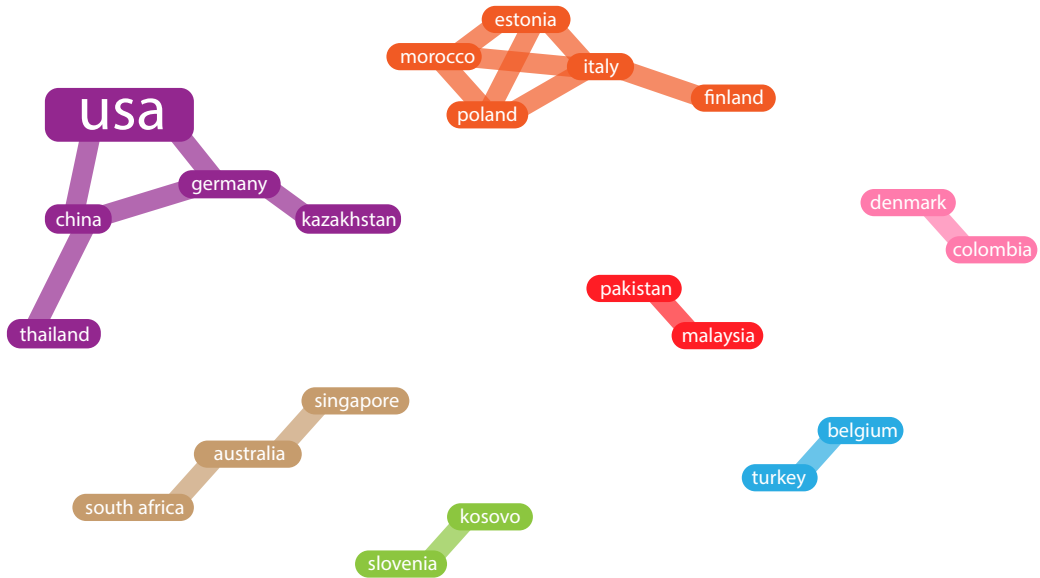 estonia
morocco
italy
finland
poland
usa
germany
china
kazakhstan
thailand
denmark
colombia
pakistan
malaysia
singapore
australia
south africa
belgium
turkey
kosovo
slovenia